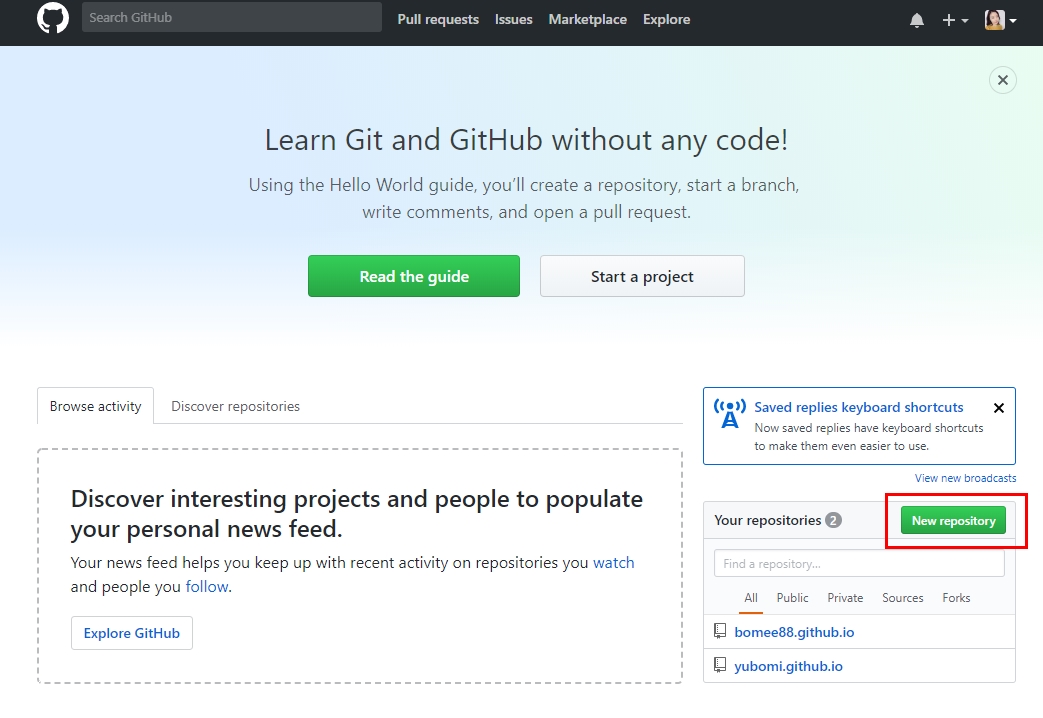 Search GitHub
Pull requests
Issues
Marketplace
Explore
Learn Git and GitHub without any code!
Using the Hello World guide, you’ll create a repository, start a branch,
write comments, and open a pull request.
Read the guide
Start a project
Browse activity
Discover repositories
Discover interesting projects and people to populate
your personal news feed.
Your news feed helps you keep up with recent activity on repositories you watch
and people you follow.
Explore GitHub
Saved replies keyboard shortcuts
Now saved replies have keyboard shortcuts
to make them even easier to use.
View new broadcasts
Your repositories 2
New repository
Find a repository...
All
Public
Private
Sources
Forks
bomee88.github.io
yubomi.github.io